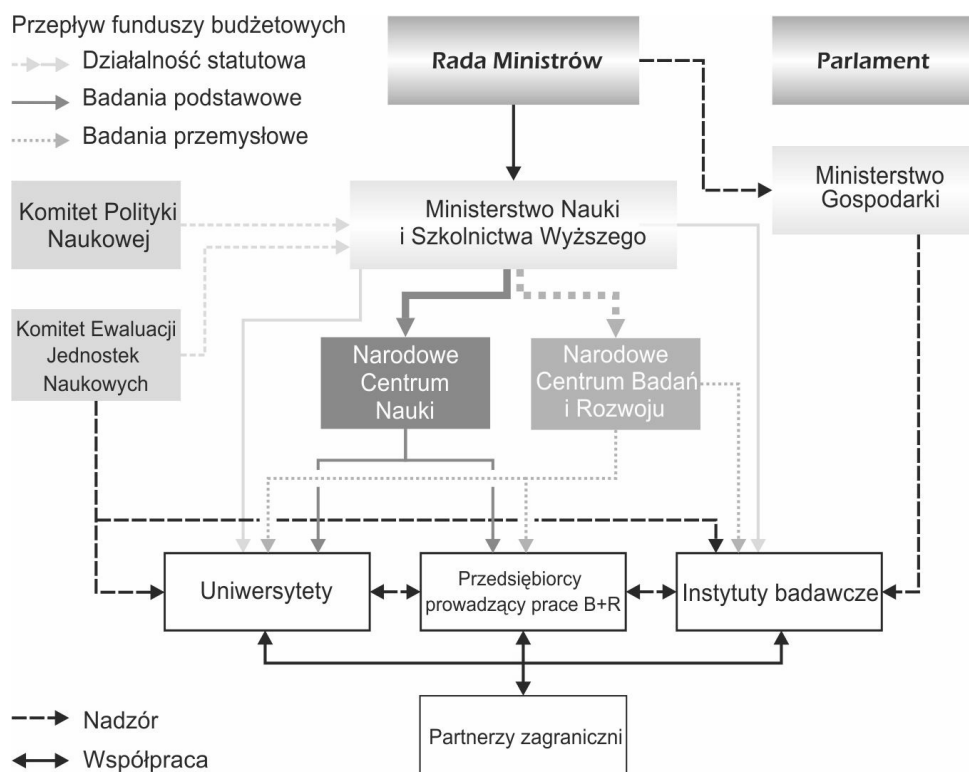 Przepływ funduszy budżetowych
Działalność statutowa
Badania podstawowe
Badania przemysłowe
Rada Ministrów
Parlament
Komitet Polityki
Naukowej
Ministerstwo Nauki
i Szkolnictwa Wyższego
Ministerstwo
Gospodarki
Komitet Ewaluacji
Jednostek
Naukowych
Narodowe
Centrum
Nauki
Narodowe
Centrum Badań
i Rozwoju
Uniwersytety
Przedsiębiorcy
prowadzący prace B+R
Instytuty badawcze
Partnerzy zagraniczni
Nadzór
Współpraca